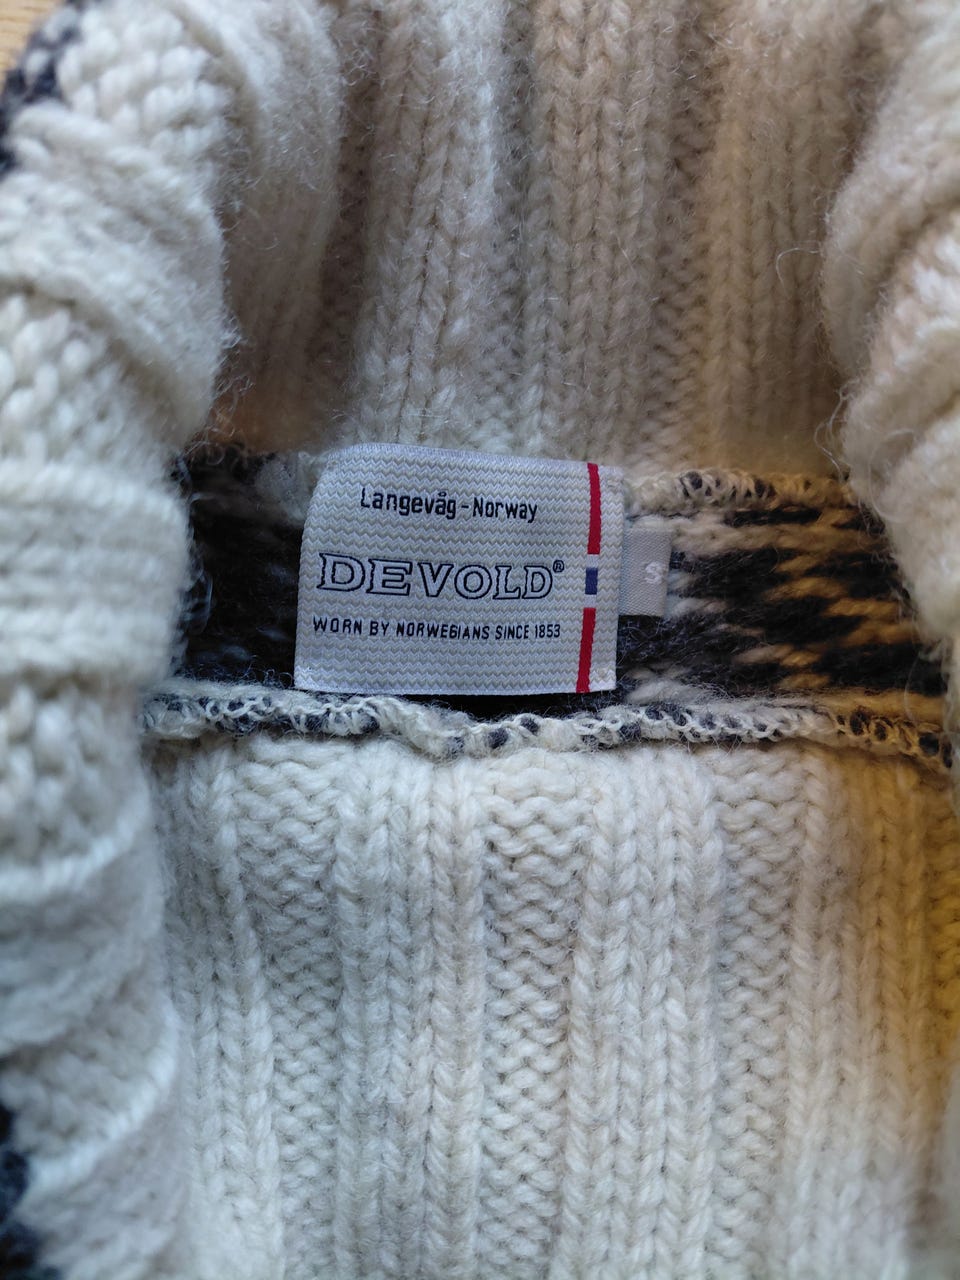 Langevåg-Norway
DEVOLD®
WORN BY NORWEGIANS SINCE 1853
S